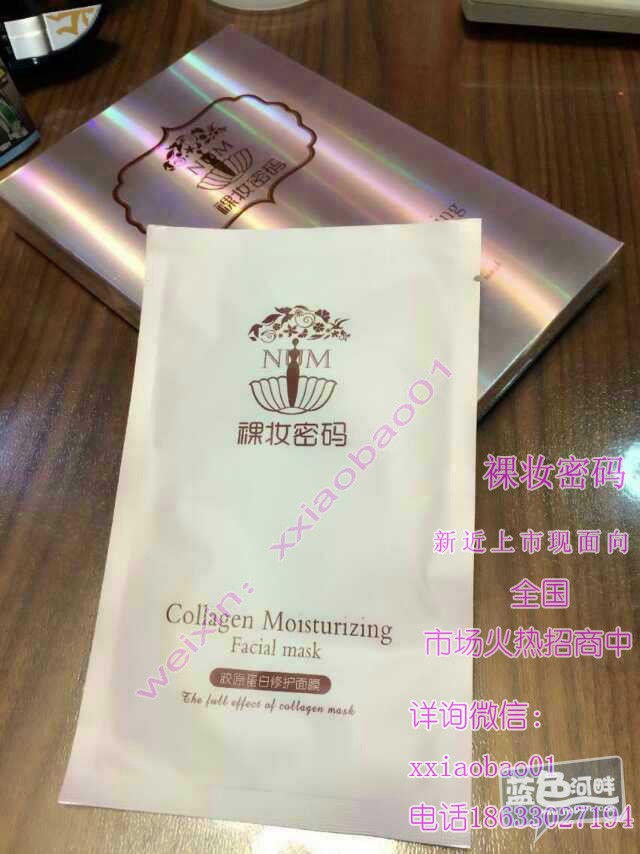 NUM
裸妆密码
NUM
裸妆密码
weixin: xxiaobao01
Collagen Moisturizing
Facial mask
胶原蛋白修护面膜
The full effect of collagen mask
裸妆密码
新近上市现面向
全国
市场火热招商中
详询微信:
xxiaobao01
电话18633027194
蓝色河畔